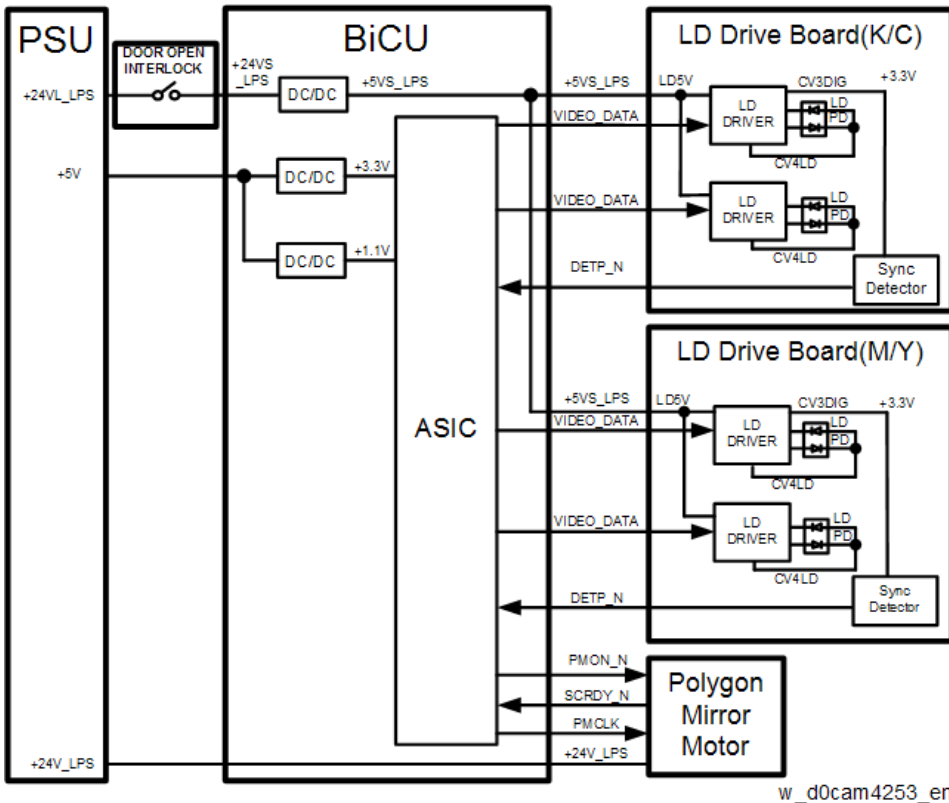 PSU
BiCU
LD Drive Board(K/C)
DOOR OPEN
INTERLOCK
+24VL_LPS
+24VS
_LPS
DC/DC
+5VS_LPS
+5VS_LPS
LD5V
CV3DIG
+3.3V
LD
DRIVER
LD
PD
VIDEO_DATA
CV4LD
+5V
DC/DC
+3.3V
VIDEO_DATA
LD
DRIVER
LD
PD
CV4LD
DC/DC
+1.1V
DETP_N
Sync
Detector
LD Drive Board(M/Y)
ASIC
+5VS_LPS
LD5V
CV3DIG
+3.3V
VIDEO_DATA
LD
DRIVER
LD
PD
CV4LD
VIDEO_DATA
LD
DRIVER
LD
PD
CV4LD
DETP_N
Sync
Detector
PMON_N
SCRDY_N
PMCLK
Polygon
Mirror
Motor
+24V_LPS
+24V_LPS
w_d0cam4253_en